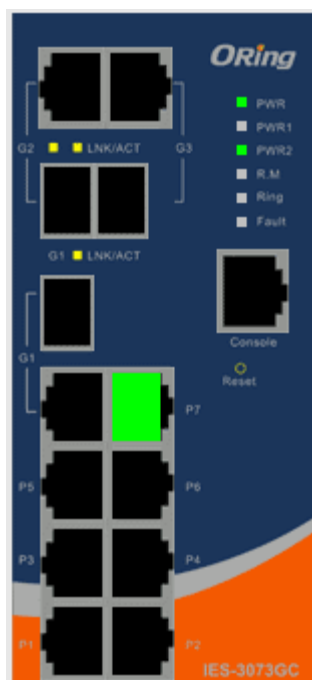 ORing
PWR
PWR1
PWR2
R.M
Ring
Fault
G2 LNK/ACT G3
G1 LNK/ACT
Console
Reset
G1
P7
P5 P6
P3 P4
P1 P2
IES-3073GC